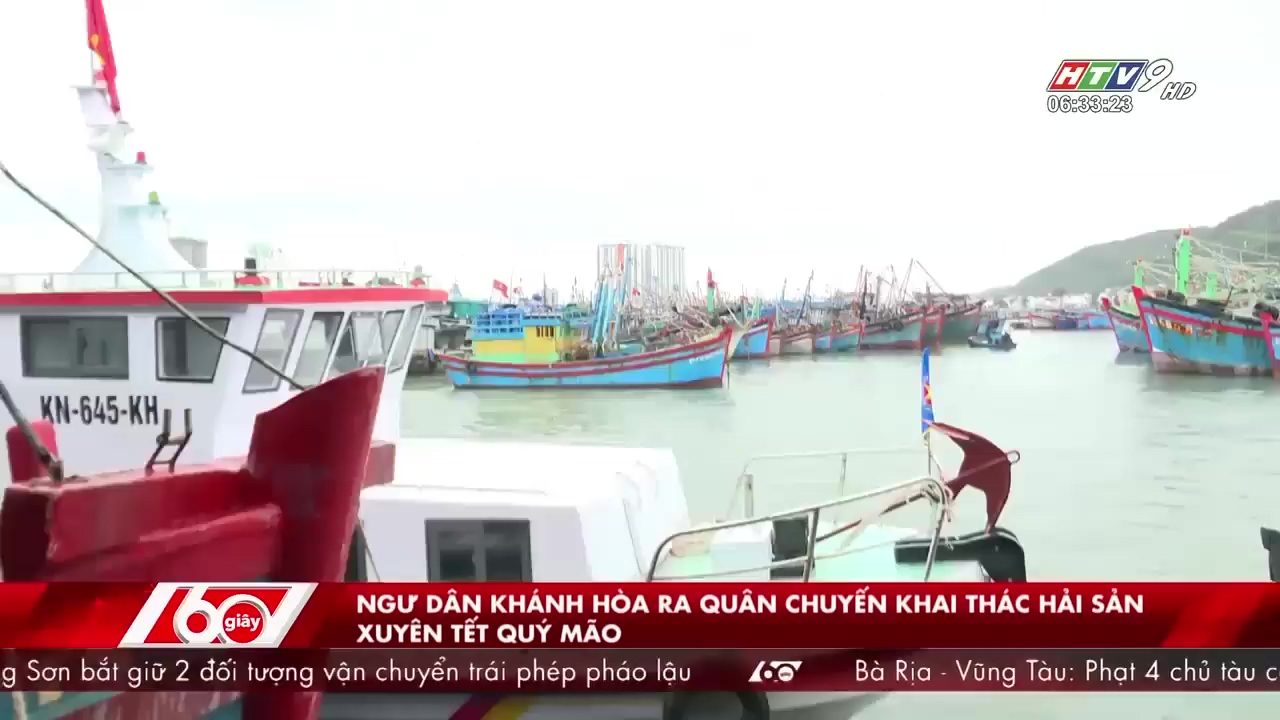 HTV9 HD
06:33:23
KN-645-KH
60 giây
NGƯ DÂN KHÁNH HÒA RA QUÂN CHUYẾN KHAI THÁC HẢI SẢN
XUYÊN TẾT QUÝ MÃO
g Sơn bắt giữ 2 đối tượng vận chuyển trái phép pháo lậu 60 giây Bà Rịa - Vũng Tàu: Phạt 4 chủ tàu c